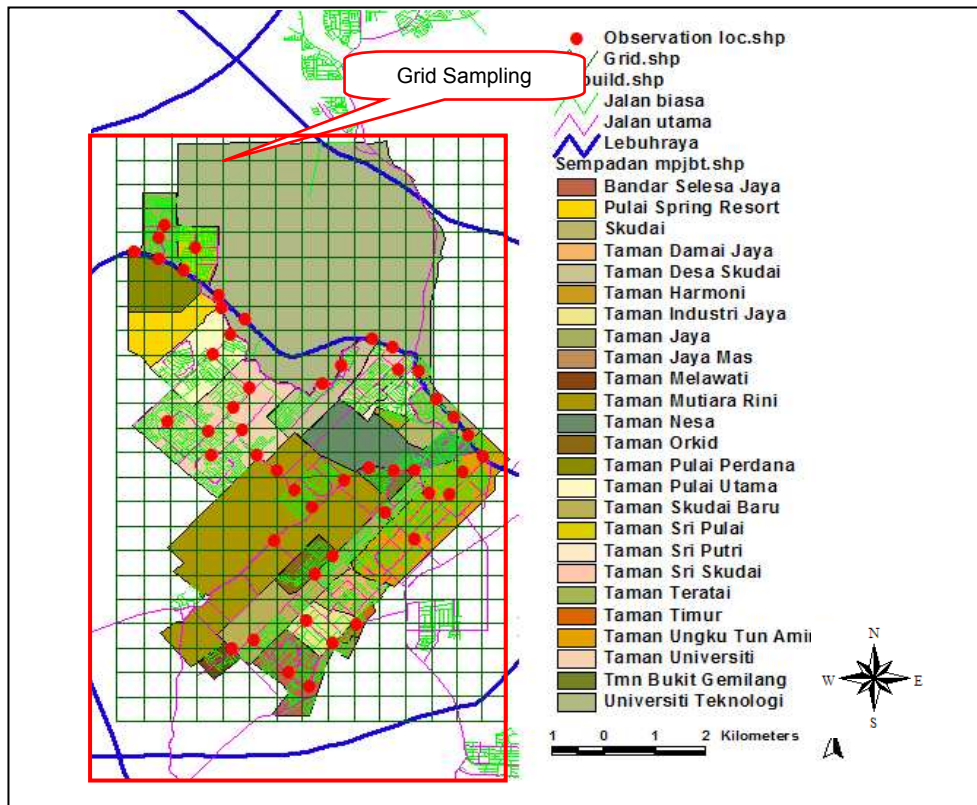 Grid Sampling
Observation loc.shp
Grid.shp
build.shp
Jalan biasa
Jalan utama
Lebuhraya
Sempadan mpjbt.shp
Bandar Selesa Jaya
Pulai Spring Resort
Skudai
Taman Damai Jaya
Taman Desa Skudai
Taman Harmoni
Taman Industri Jaya
Taman Jaya
Taman Jaya Mas
Taman Melawati
Taman Mutiara Rini
Taman Nesa
Taman Orkid
Taman Pulai Perdana
Taman Pulai Utama
Taman Skudai Baru
Taman Sri Pulai
Taman Sri Putri
Taman Sri Skudai
Taman Teratai
Taman Timur
Taman Ungku Tun Amin
Taman Universiti
Tmn Bukit Gemilang
Universiti Teknologi
N
W E
S
1 0 1 2 Kilometers